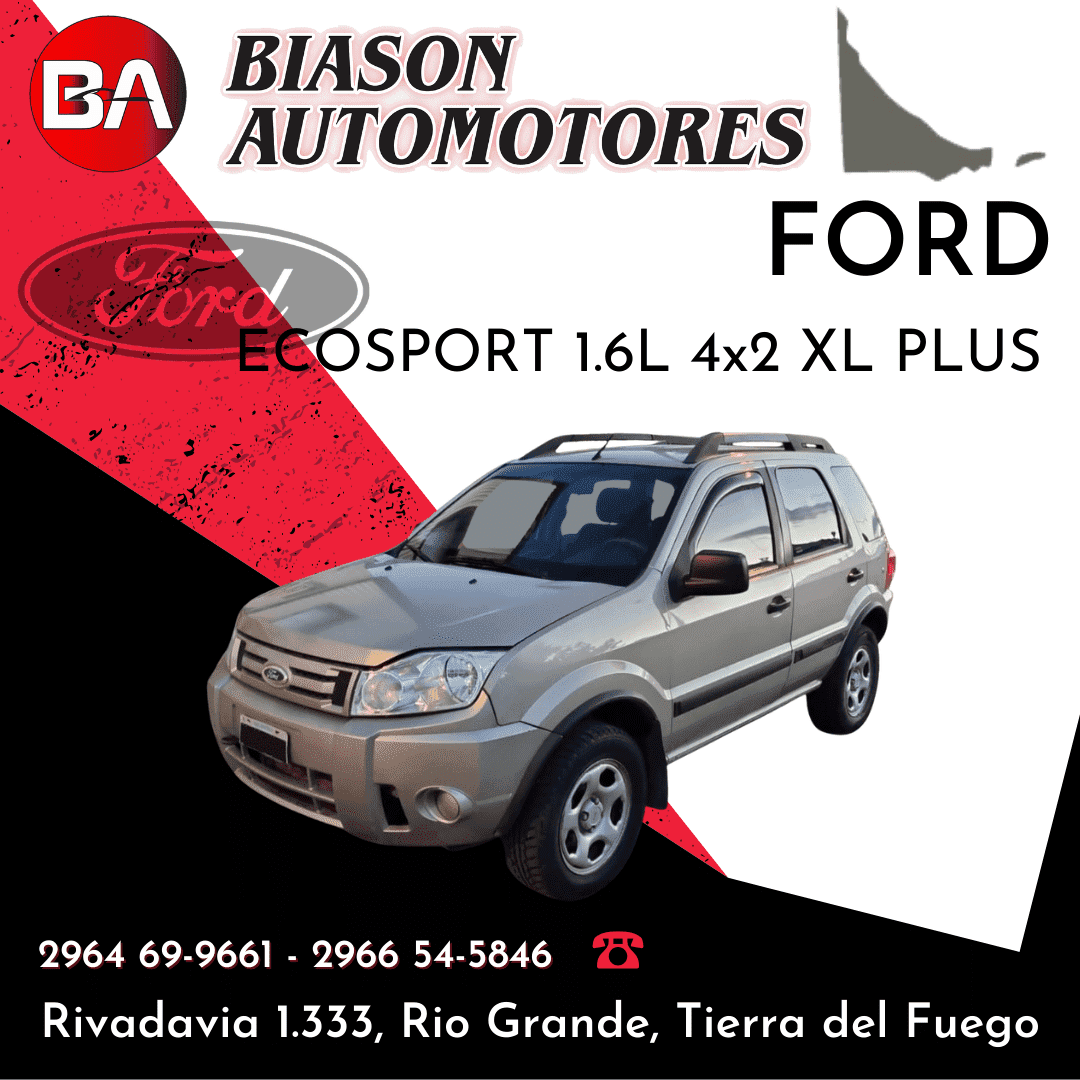 BA
BIASON
AUTOMOTORES
FORD
Ford
ECOSPORT 1.6L 4x2 XL PLUS
Ford
2964 69-9661 - 2966 54-5846
Rivadavia 1.333, Rio Grande, Tierra del Fuego